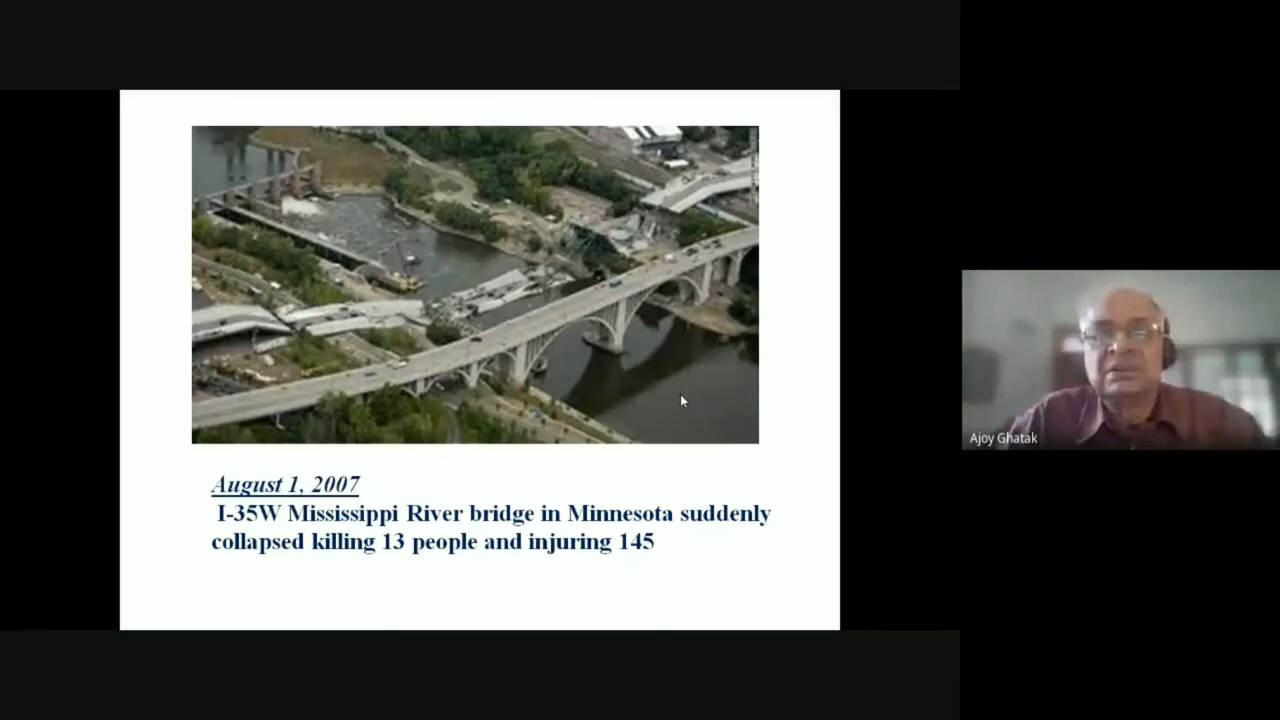 August 1, 2007
I-35W Mississippi River bridge in Minnesota suddenly
collapsed killing 13 people and injuring 145
Ajoy Ghatak